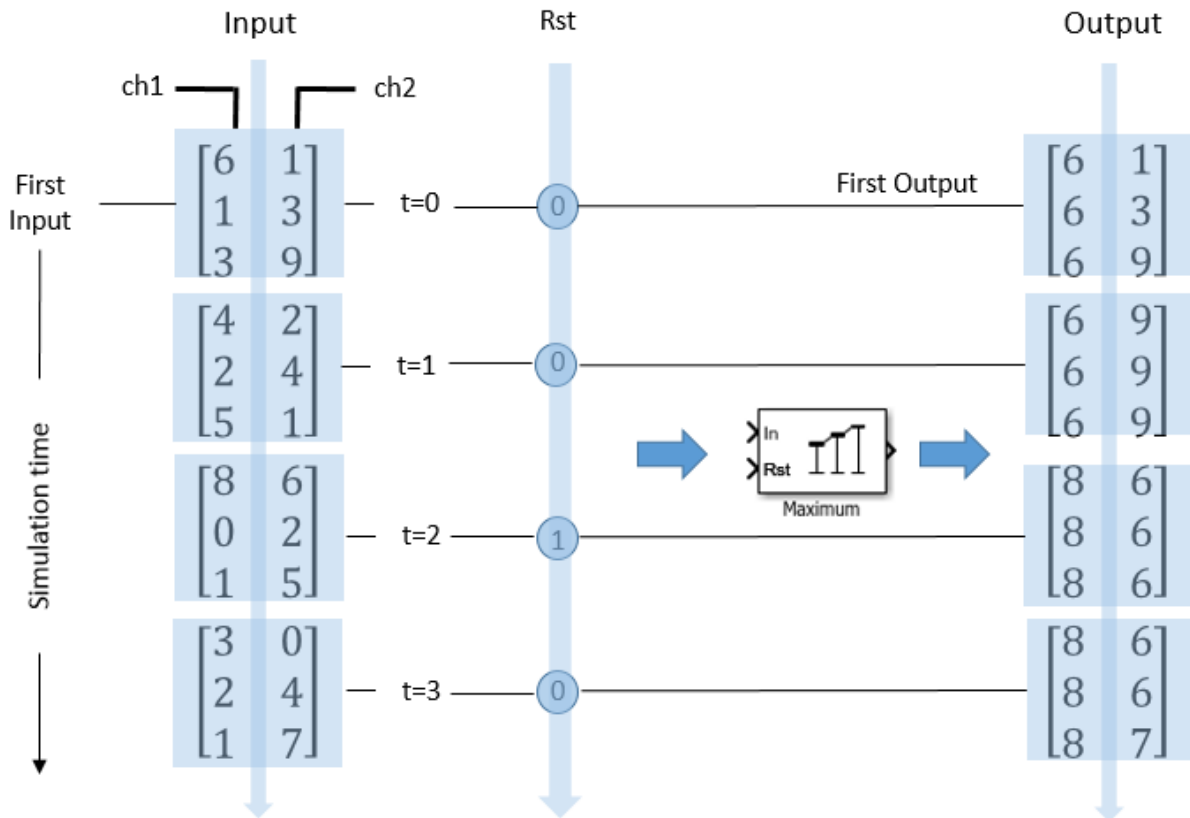 Input Rst Output
ch1 ch2
First Input
[6 1] t=0 0 First Output [6 1]
[1 3] [6 3]
[3 9] [6 9]
[4 2] t=1 0 [6 9]
[2 4] [6 9]
[5 1] [6 9]
In
Rst
Maximum
Simulation time
[8 6] t=2 1 [8 6]
[0 2] [8 6]
[1 5] [8 6]
[3 0] t=3 0 [8 6]
[2 4] [8 6]
[1 7] [8 7]